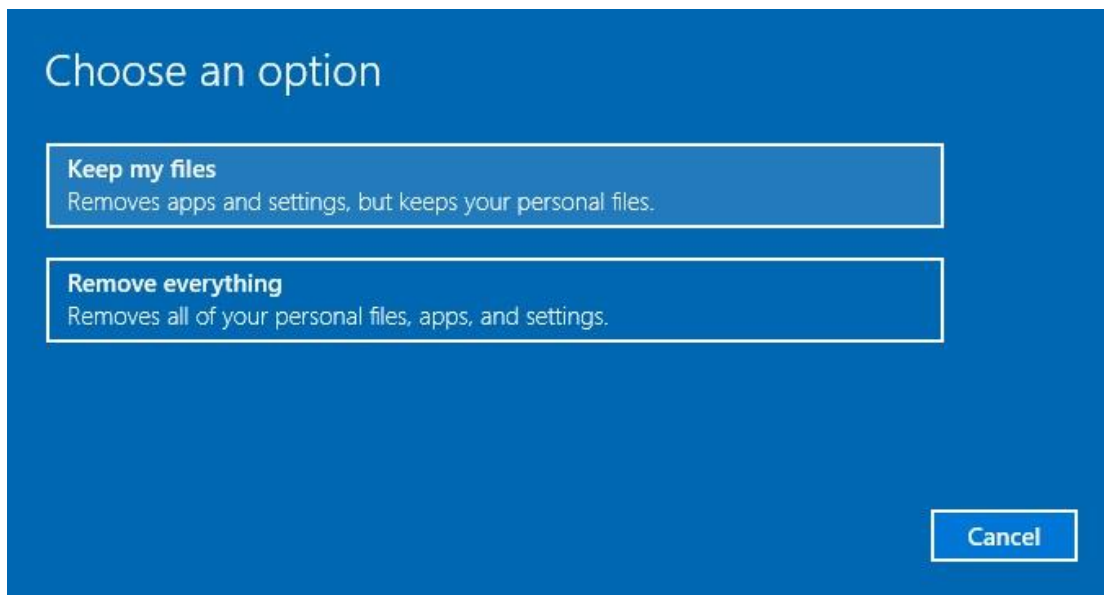 Choose an option
Keep my files
Removes apps and settings, but keeps your personal files.
Remove everything
Removes all of your personal files, apps, and settings.
Cancel